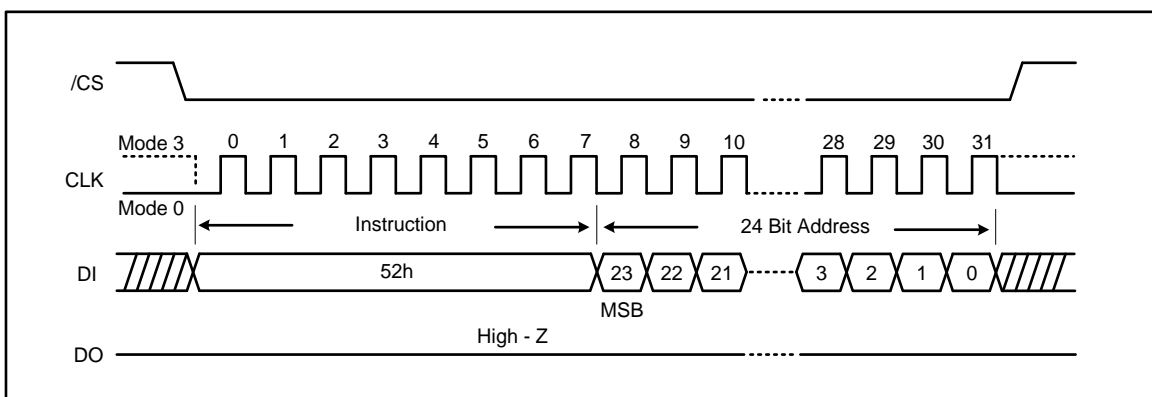 /CS
Mode 3
0 1 2 3 4 5 6 7 8 9 10 28 29 30 31
CLK
Mode 0
Instruction 24 Bit Address
DI 52h 23 22 21 3 2 1 0
MSB
High - Z
DO